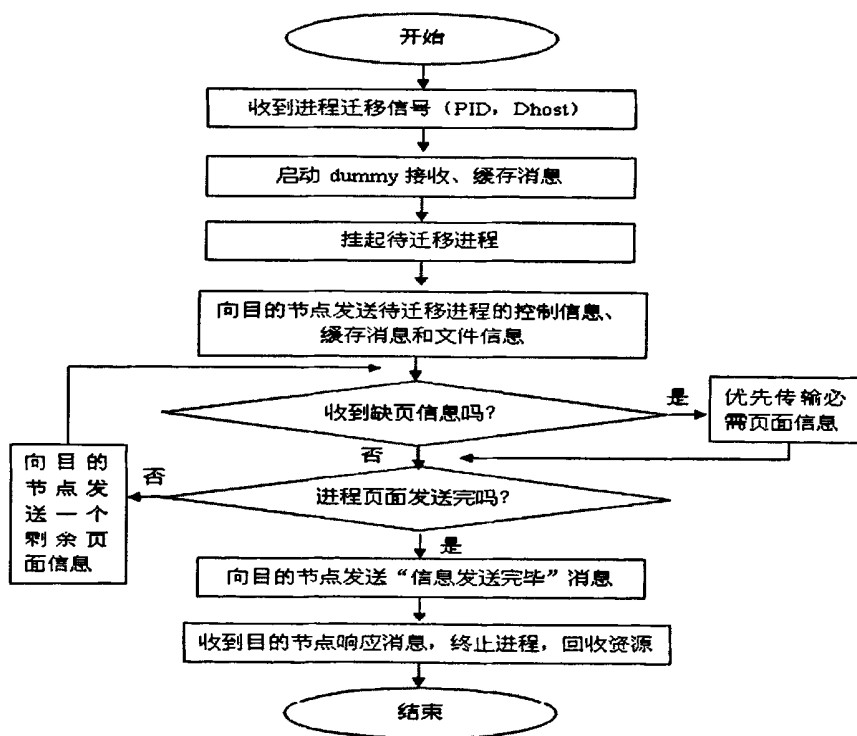 开始
收到进程迁移信号（PID，Dhost）
启动 dummy 接收、缓存消息
挂起待迁移进程
向目的节点发送待迁移进程的控制信息、
缓存消息和文件信息
收到缺页信息吗？
是
优先传输必
需页面信息
否
进程页面发送完吗？
否
向目的
节点发
送一个
剩余页
面信息
是
向目的节点发送“信息发送完毕”消息
收到目的节点响应消息，终止进程，回收资源
结束